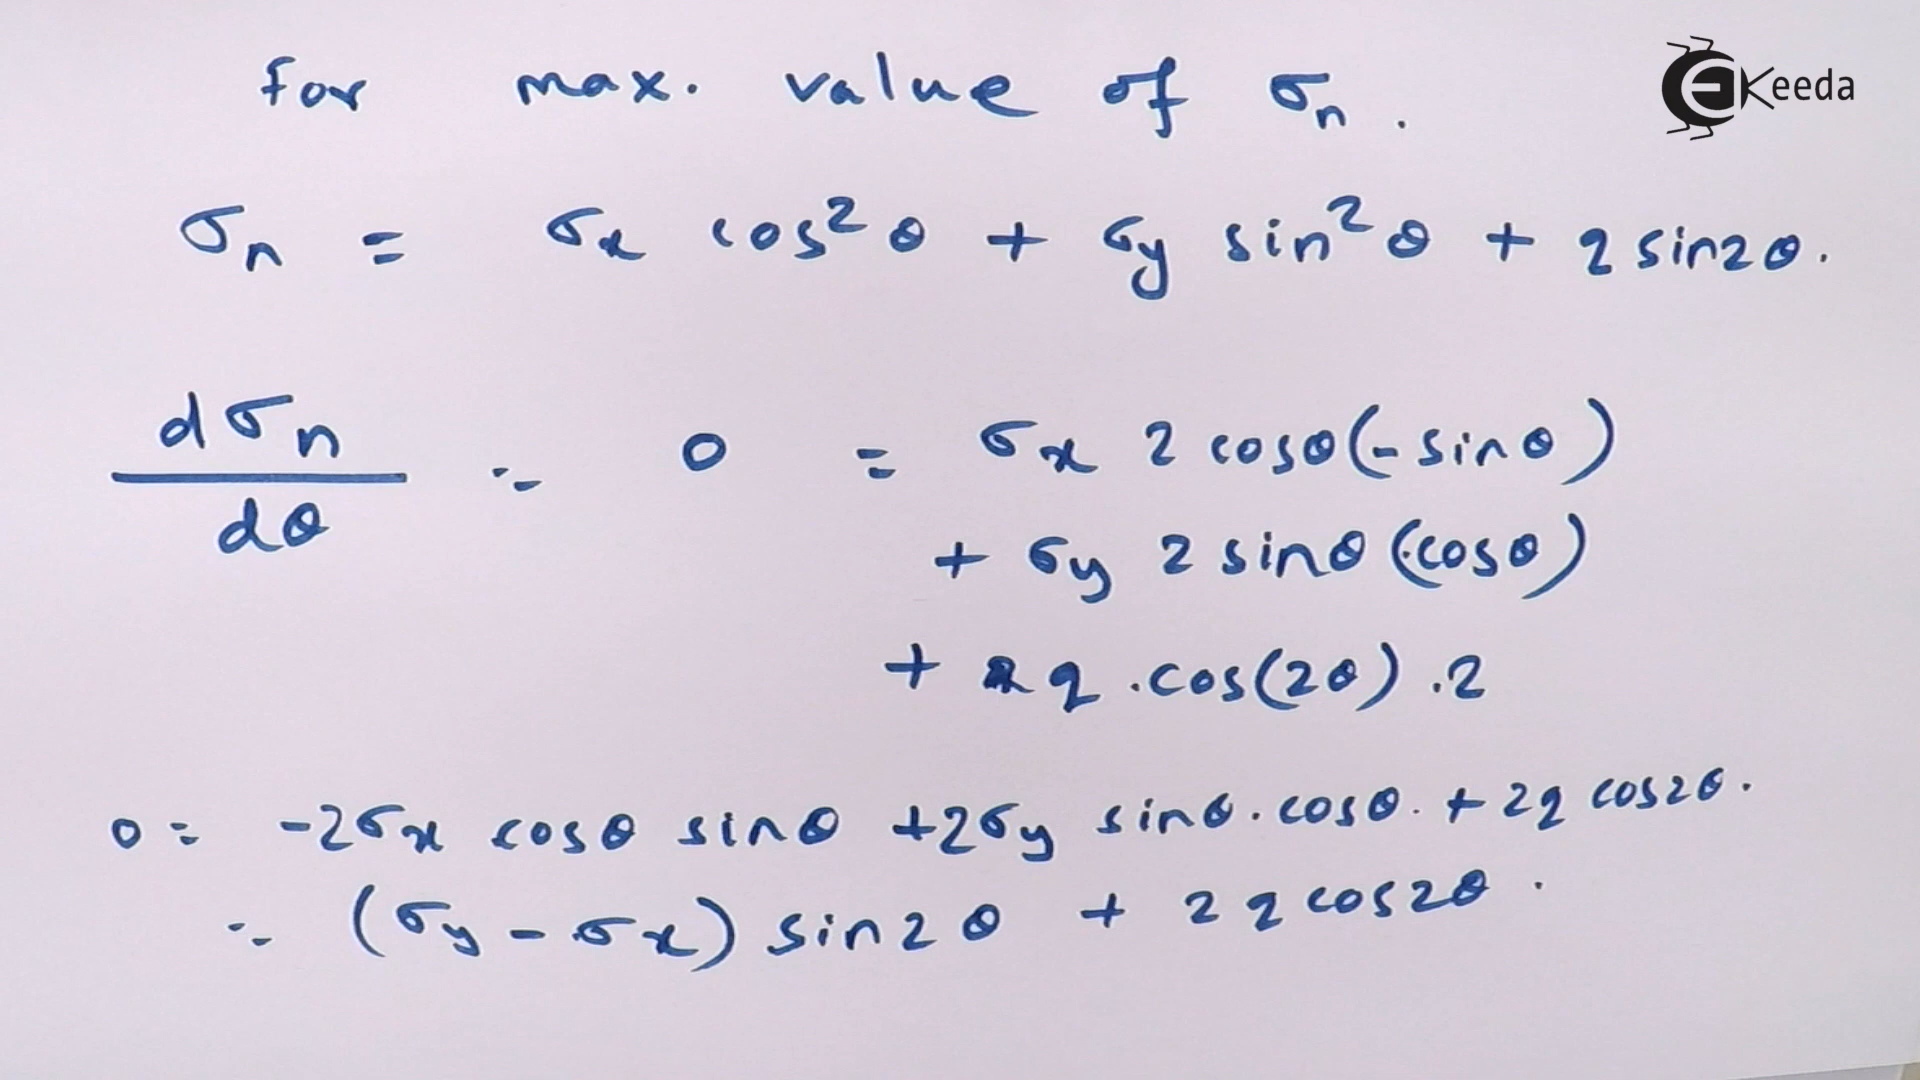 For max. value of σn.
EKeeda
σn = σx cos²θ + σy sin²θ + q sin2θ.
dσn
dθ
= 0 = σx 2 cosθ(-sinθ)
+ σy 2 sinθ (cosθ)
+ q .cos(2θ) .2
0 = -2σx cosθ sinθ +2σy sinθ.cosθ. + 2q cos2θ.
= (σy - σx) sin2θ + 2q cos2θ.